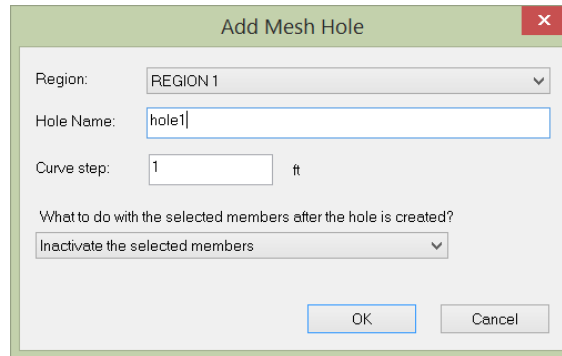 Add Mesh Hole
x
Region: REGION 1
Hole Name: hole1
Curve step: 1 ft
What to do with the selected members after the hole is created?
Inactivate the selected members
OK Cancel